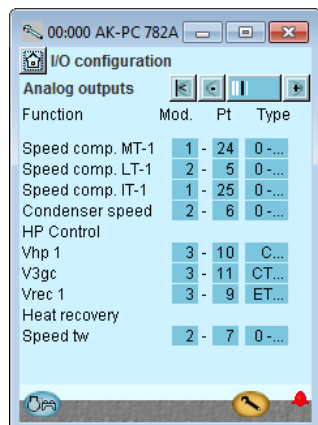 00:000 AK-PC 782A
I/O configuration
Analog outputs
Function Mod. Pt Type
Speed comp. MT-1 1 - 24 0 -...
Speed comp. LT-1 2 - 5 0 -...
Speed comp. IT-1 1 - 25 0 -...
Condenser speed 2 - 6 0 -...
HP Control
Vhp 1 3 - 10 C...
V3gc 3 - 11 CT...
Vrec 1 3 - 9 ET...
Heat recovery
Speed tw 2 - 7 0 -...